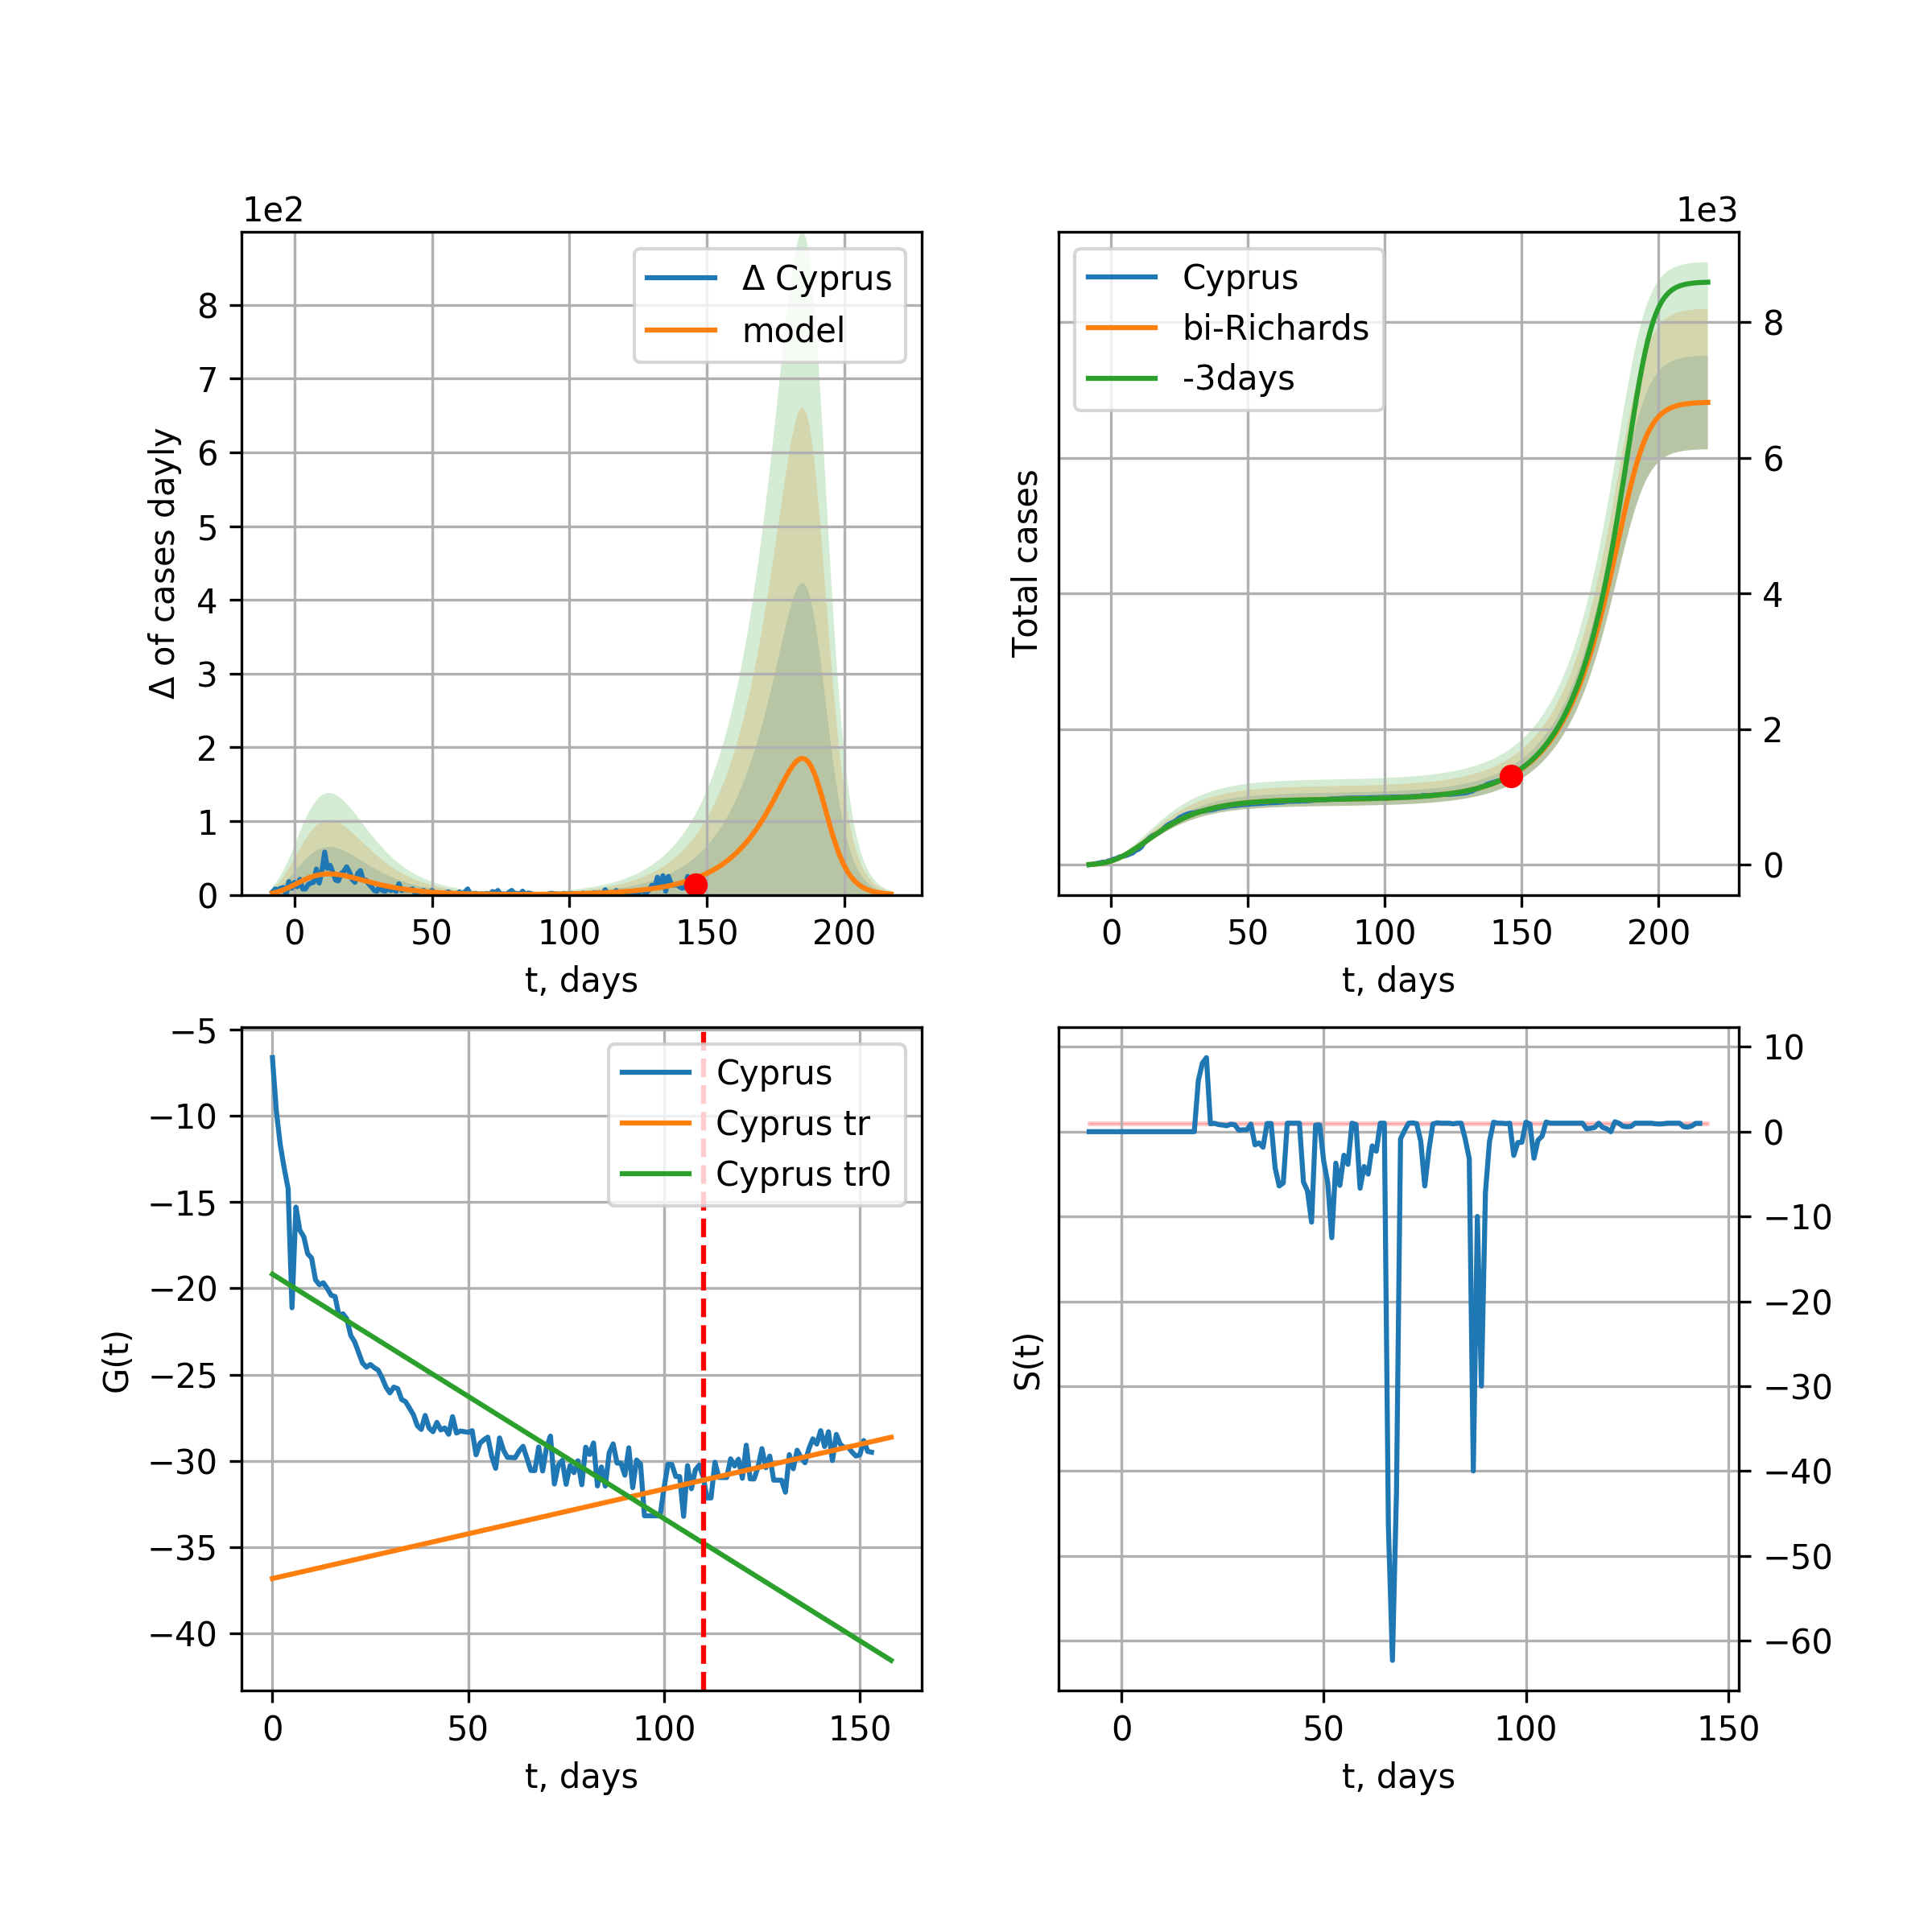 1e2
Δ of cases dayly
8
7
6
5
4
3
2
1
0
0 50 100 150 200
t, days
Δ Cyprus
model
1e3
Total cases
8
6
4
2
0
0 50 100 150 200
t, days
Cyprus
bi-Richards
-3days
G(t)
−5
−10
−15
−20
−25
−30
−35
−40
0 50 100 150
t, days
Cyprus
Cyprus tr
Cyprus tr0
S(t)
10
0
−10
−20
−30
−40
−50
−60
0 50 100 150
t, days